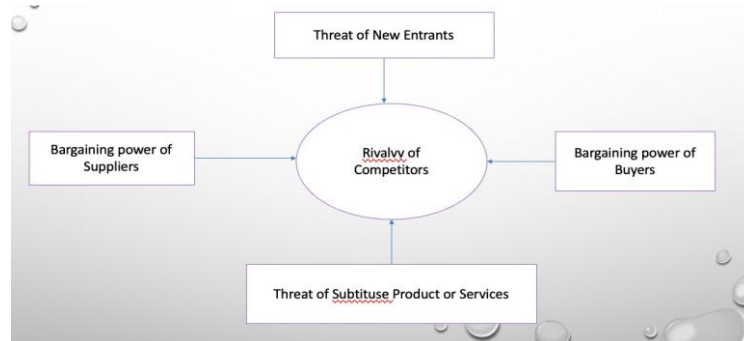 Threat of New Entrants
Bargaining power of
Suppliers
Rivalvy of
Competitors
Bargaining power of
Buyers
Threat of Subtituse Product or Services